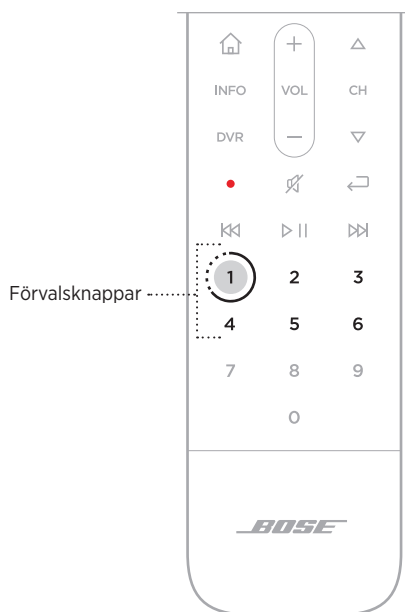 +
INFO VOL CH
DVR −
1 2 3
Förvalsknappar
4 5 6
7 8 9
0
BOSE